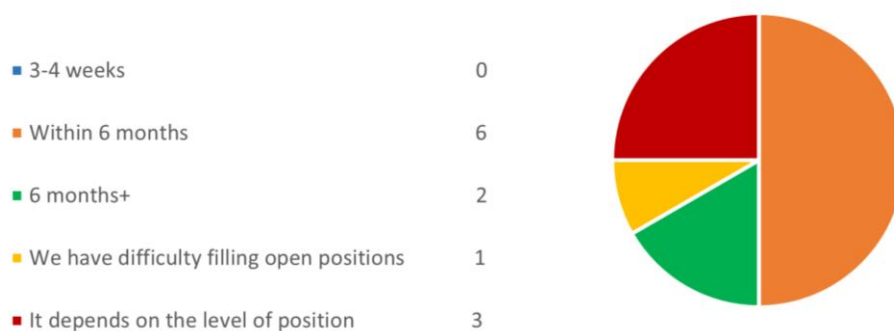 3-4 weeks 0
Within 6 months 6
6 months+ 2
We have difficulty filling open positions 1
It depends on the level of position 3